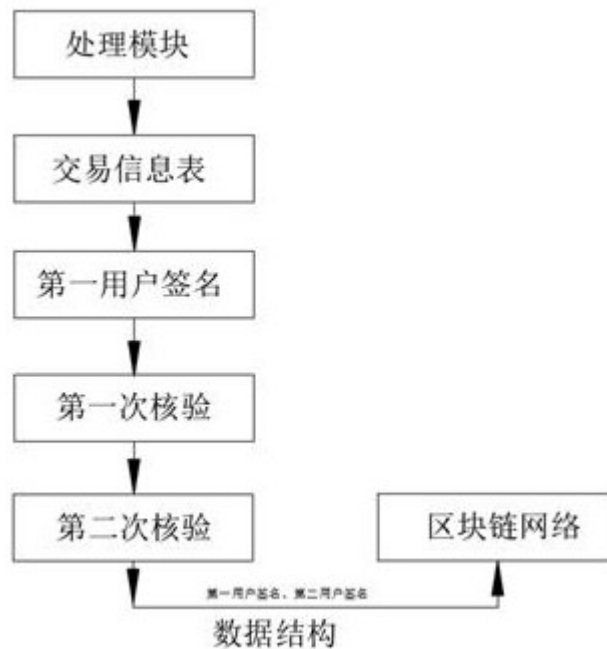 处理模块
交易信息表
第一用户签名
第一次核验
第二次核验
区块链网络
第一用户签名、第二用户签名
数据结构